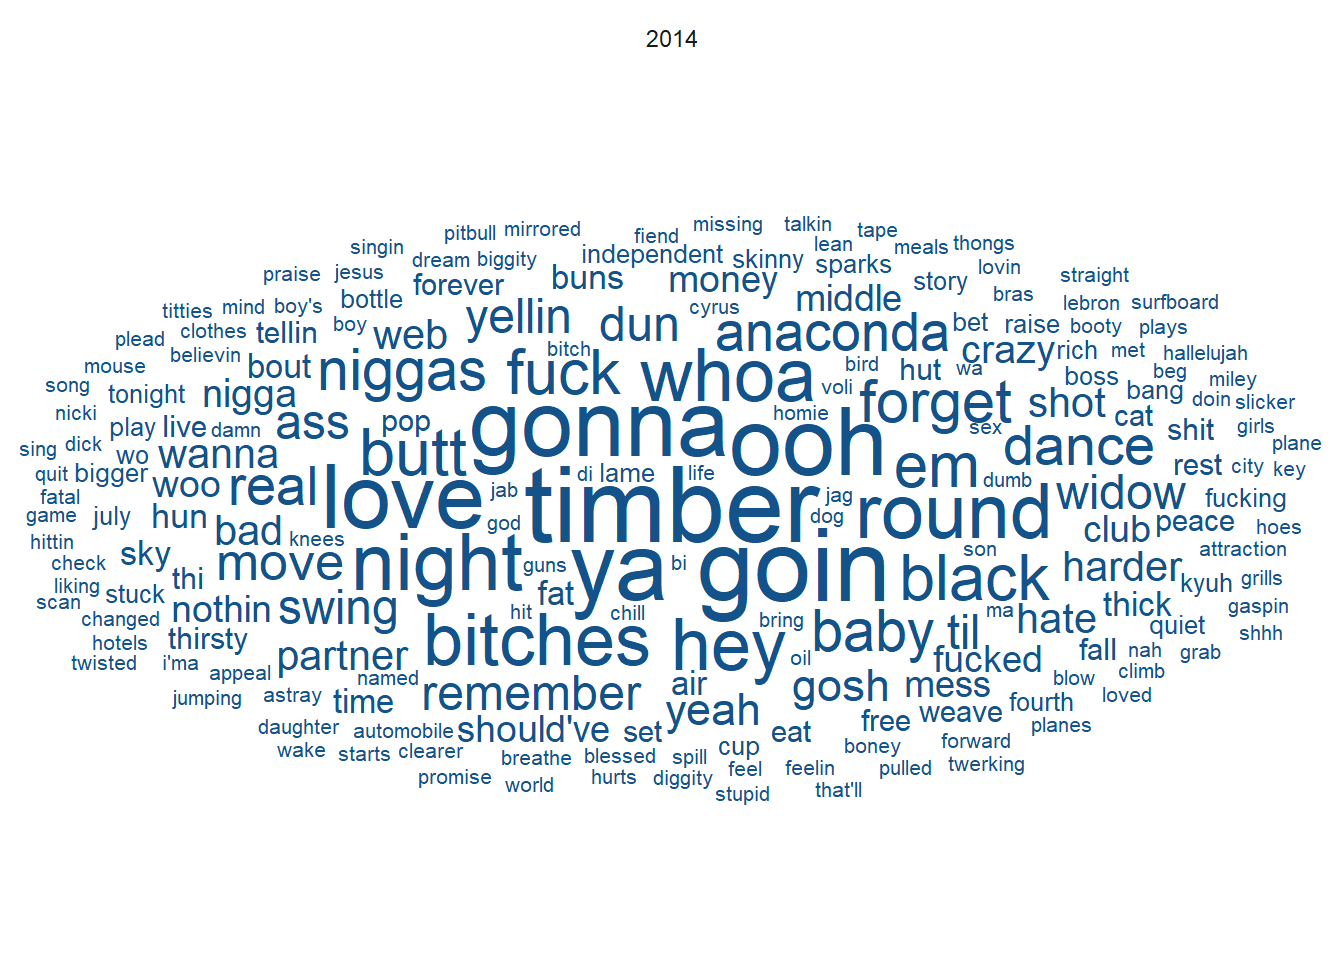 2014
missing talkin
pitbull mirrored fiend tape
singin lean meals thongs
dream biggity independent skinny sparks lovin
praise jesus forever buns money story straight
titties mind boy's bottle middle bras lebron surfboard
plead clothes tellin boy web yellin dun cyrus anaconda bet raise booty plays
mouse believin bout bitch bird hut wa crazy rich met hallelujah
song tonight nigga niggas fuck whoa voli forget boss bang beg miley
nicki play live damn ass pop gonna homie sex shot cat doin slicker girls
sing dick wo wanna butt ooh em dance shit plane
quit bigger woo real love jab di lame life dumb rest city key
fatal timber jag round widow fucking
game july hun bad god dog club peace hoes
hittin check sky knees night guns ya bi goin son harder attraction
liking stuck thi move fat black kyuh grills
scan changed nothin swing hit chill bring ma hate thick gaspin
hotels thirsty bitches hey baby til quiet shhh
twisted i'ma appeal partner named oil fucked fall nah grab
jumping astray time remember air gosh mess blow climb loved
daughter automobile should've set yeah eat free weave fourth planes
wake starts clearer breathe blessed spill cup boney forward
promise world hurts diggity feel feelin pulled twerking
stupid that'll